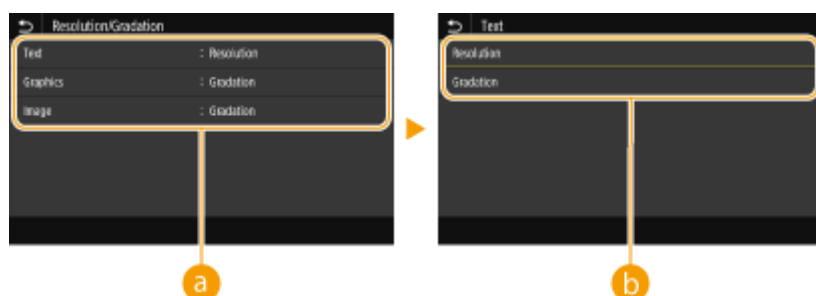 Resolution/Gradation
Text : Resolution
Graphics : Gradation
Image : Gradation
a
Text
Resolution
Gradation
b